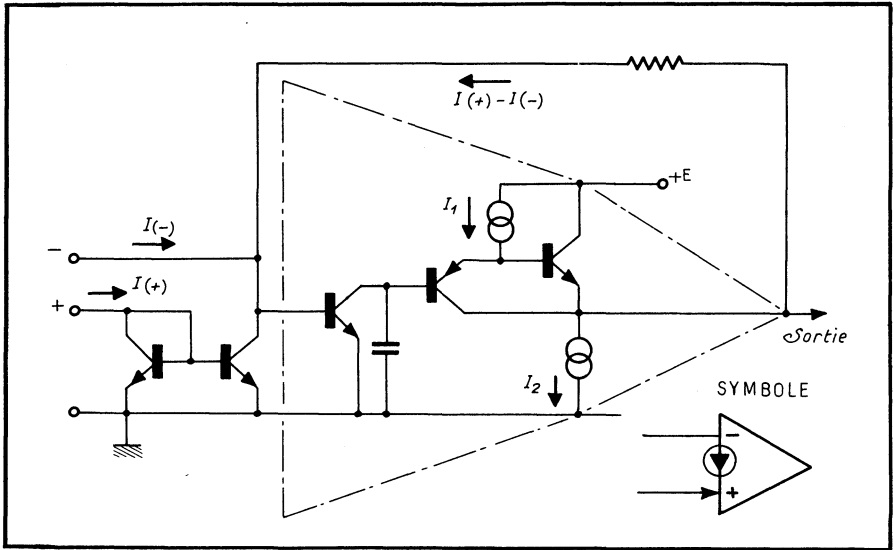 I(+)-I(-)
+E
I1
I(-)
-
I(+)
+
Sortie
I2
SYMBOLE
-
+